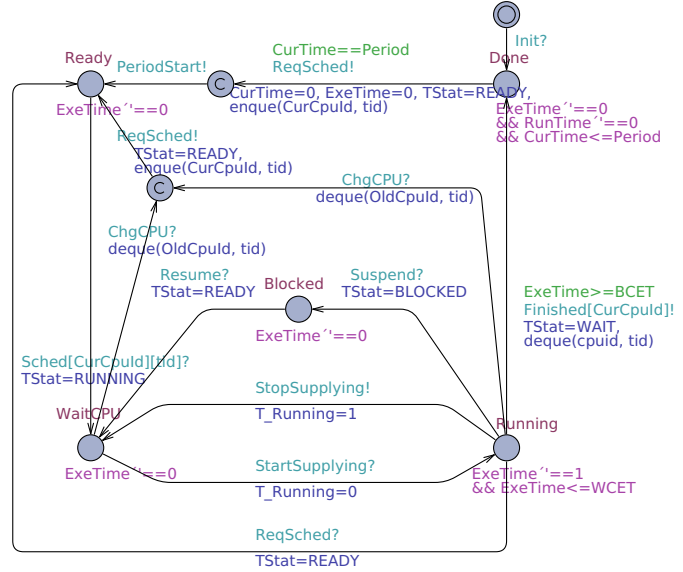 Init?
Ready
CurTime==Period
Done
PeriodStart!
ReqSched!
C
CurTime=0, ExeTime=0, TStat=READY,
enque(CurCpuId, tid)
ExeTime´'==0
ExeTime´'==0
&& RunTime´'==0
&& CurTime<=Period
ReqSched!
TStat=READY,
enque(CurCpuId, tid)
C
ChgCPU?
deque(OldCpuId, tid)
ChgCPU?
deque(OldCpuId, tid)
Resume?
TStat=READY
Blocked
Suspend?
TStat=BLOCKED
ExeTime>=BCET
Finished[CurCpuId]!
TStat=WAIT,
deque(cpuid, tid)
ExeTime´'==0
Sched[CurCpuId][tid]?
TStat=RUNNING
StopSupplying!
T_Running=1
WaitCPU
Running
ExeTime´'==0
StartSupplying?
T_Running=0
ExeTime´'==1
&& ExeTime<=WCET
ReqSched?
TStat=READY